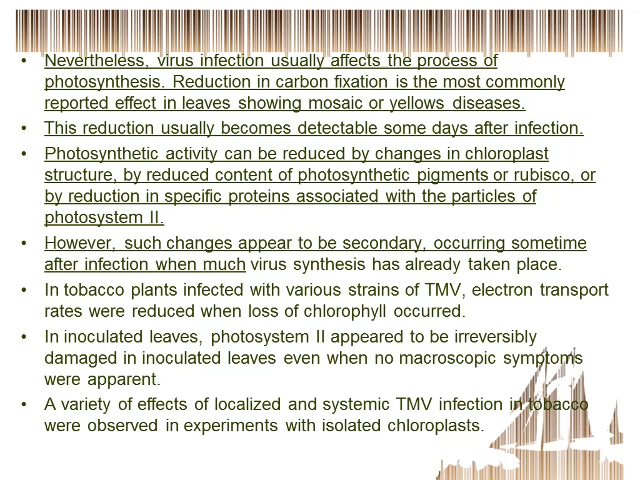 • Nevertheless, virus infection usually affects the process of
photosynthesis. Reduction in carbon fixation is the most commonly
reported effect in leaves showing mosaic or yellows diseases.
• This reduction usually becomes detectable some days after infection.
• Photosynthetic activity can be reduced by changes in chloroplast
structure, by reduced content of photosynthetic pigments or rubisco, or
by reduction in specific proteins associated with the particles of
photosystem II.
• However, such changes appear to be secondary, occurring sometime
after infection when much virus synthesis has already taken place.
• In tobacco plants infected with various strains of TMV, electron transport
rates were reduced when loss of chlorophyll occurred.
• In inoculated leaves, photosystem II appeared to be irreversibly
damaged in inoculated leaves even when no macroscopic symptoms
were apparent.
• A variety of effects of localized and systemic TMV infection in tobacco
were observed in experiments with isolated chloroplasts.